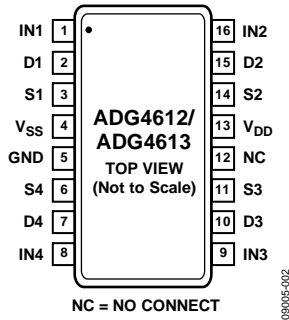 IN1 1 16 IN2
D1 2 15 D2
S1 3 14 S2
VSS 4 13 VDD
GND 5 12 NC
S4 6 11 S3
D4 7 10 D3
IN4 8 9 IN3
ADG4612/
ADG4613
TOP VIEW
(Not to Scale)
NC = NO CONNECT
09005-002